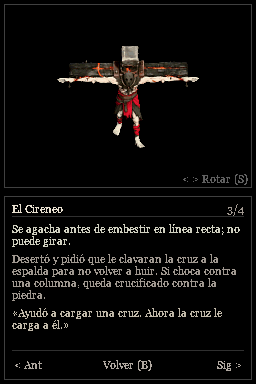 < > Rotar (S)
El Cireneo 3/4
Se agacha antes de embestir en línea recta; no
puede girar.
Desertó y pidió que le clavaran la cruz a la
espalda para no volver a huir. Si choca contra
una columna, queda crucificado contra la
piedra.
«Ayudó a cargar una cruz. Ahora la cruz le
carga a él.»
< Ant Volver (B) Sig >